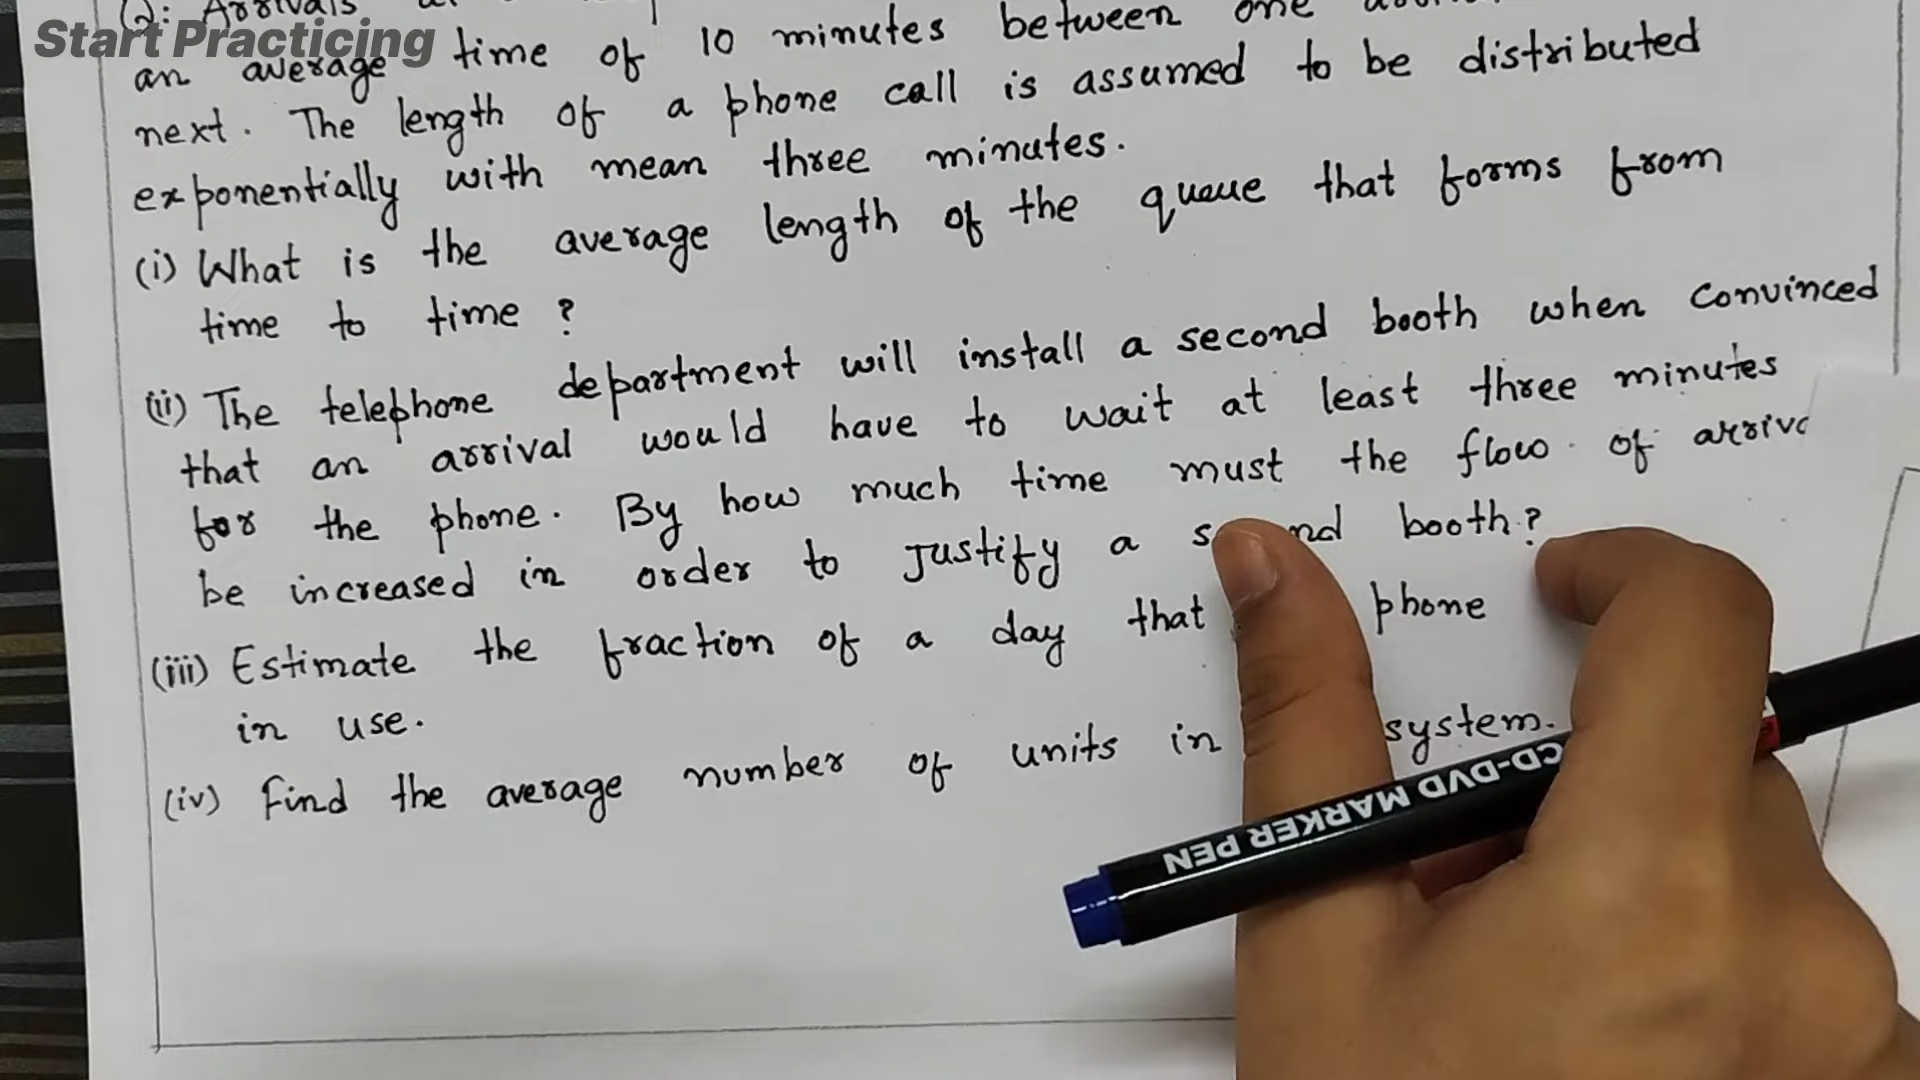 Start Practicing
Q: Arrivals
an average time of 10 minutes between one
next. The length of a phone call is assumed to be distributed
exponentially with mean three minutes.
(i) What is the average length of the queue that forms from
time to time ?
(ii) The telephone department will install a second booth when convinced
that an arrival would have to wait at least three minutes
for the phone. By how much time must the flow of arriva
be increased in order to Justify a s nd booth?
(iii) Estimate the fraction of a day that phone
in use.
(iv) Find the average number of units in system.
CD-DVD MARKER PEN